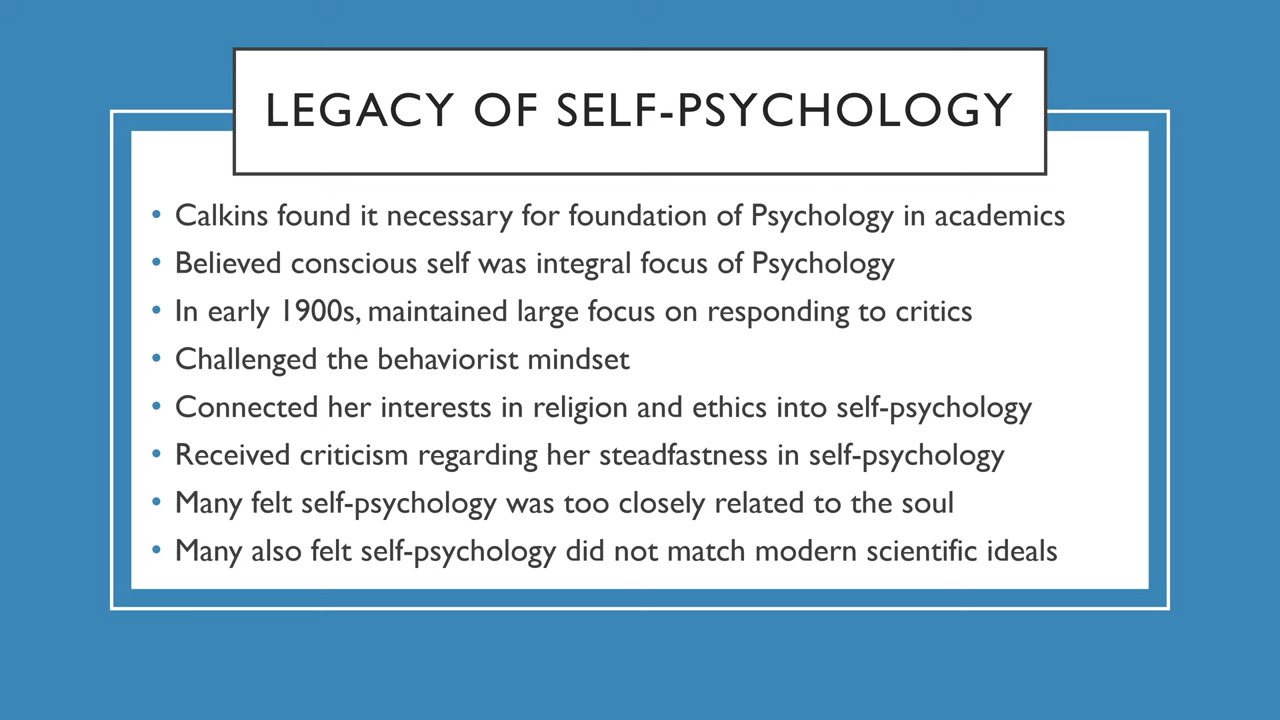 LEGACY OF SELF-PSYCHOLOGY
• Calkins found it necessary for foundation of Psychology in academics
• Believed conscious self was integral focus of Psychology
• In early 1900s, maintained large focus on responding to critics
• Challenged the behaviorist mindset
• Connected her interests in religion and ethics into self-psychology
• Received criticism regarding her steadfastness in self-psychology
• Many felt self-psychology was too closely related to the soul
• Many also felt self-psychology did not match modern scientific ideals